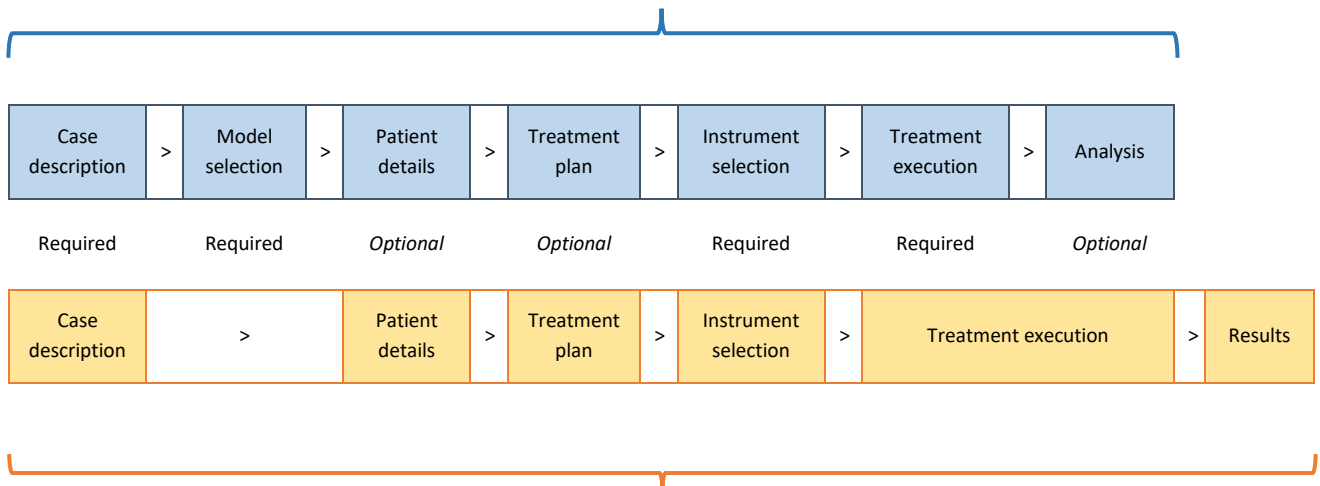 Case description > Model selection > Patient details > Treatment plan > Instrument selection > Treatment execution > Analysis
Required Required Optional Optional Required Required Optional
Case description > Patient details > Treatment plan > Instrument selection > Treatment execution > Results